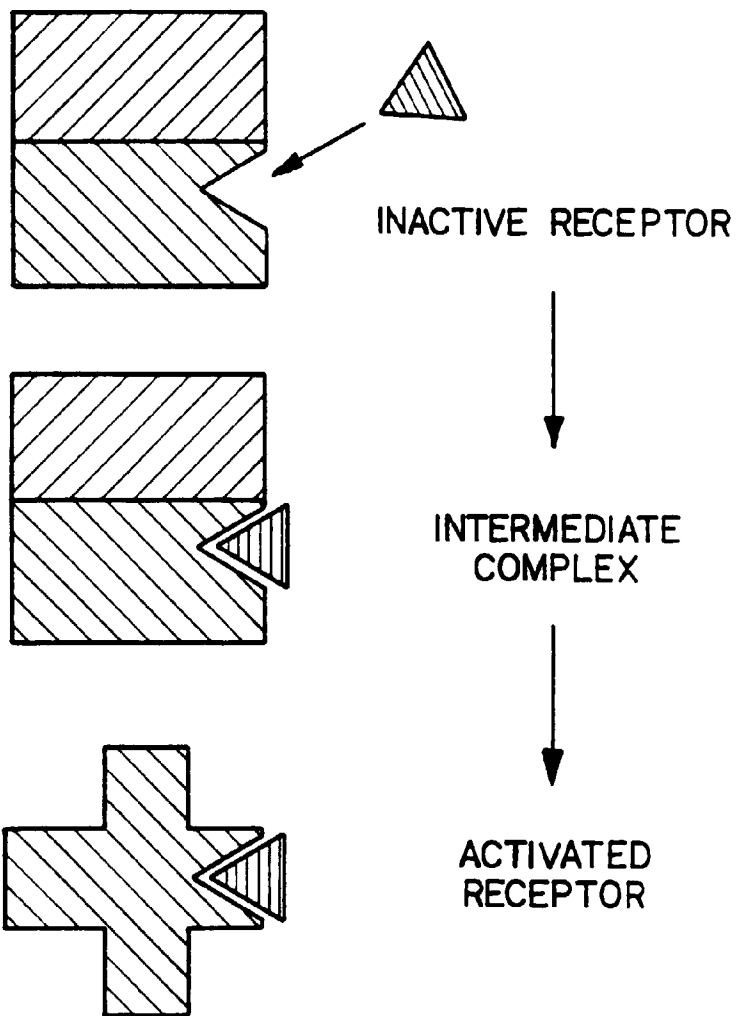 INACTIVE RECEPTOR
INTERMEDIATE
COMPLEX
ACTIVATED
RECEPTOR